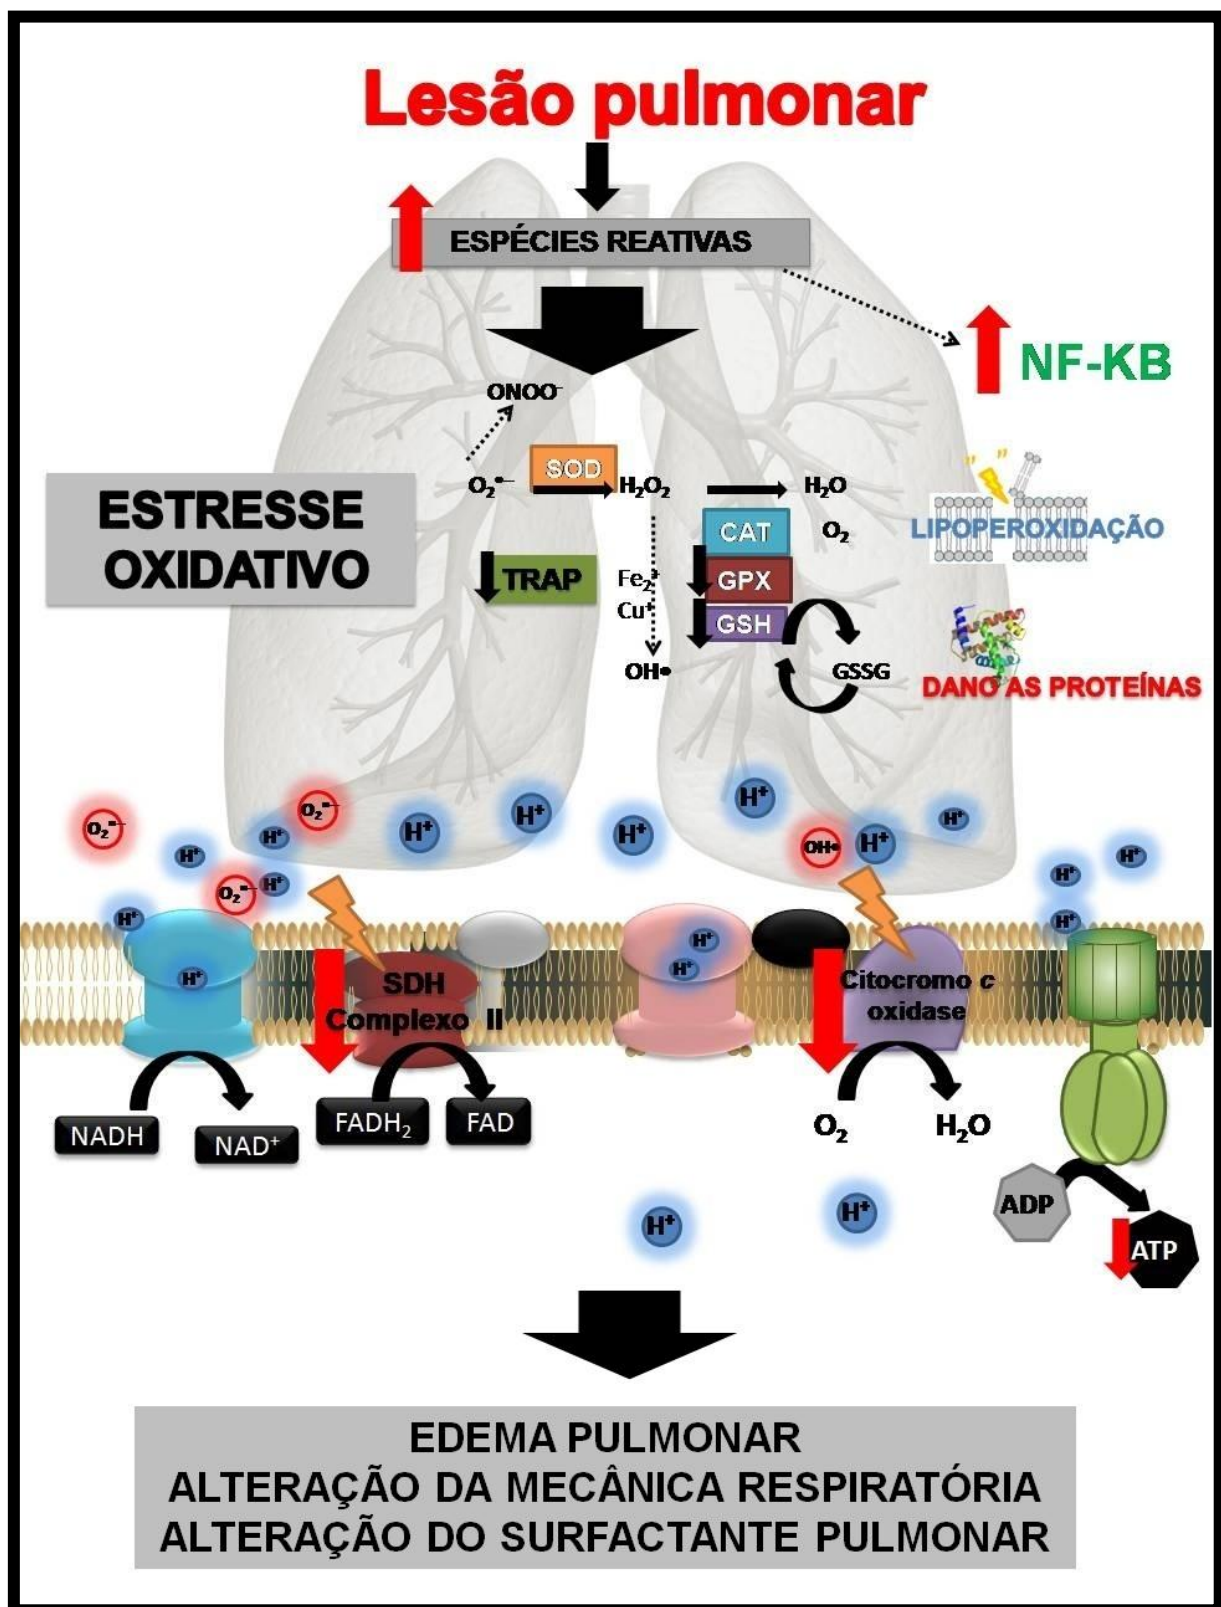 Lesão pulmonar
ESPÉCIES REATIVAS
NF-KB
ONOO⁻
SOD
O₂•⁻
H₂O₂
H₂O
O₂
ESTRESSE
OXIDATIVO
CAT
LIPOPEROXIDAÇÃO
TRAP
Fe₂⁺
GPX
Cu⁺
GSH
OH•
GSSG
DANO AS PROTEÍNAS
H⁺
O₂•⁻
H⁺
O₂•⁻
H⁺
H⁺
H⁺
OH•
H⁺
H⁺
H⁺
H⁺
H⁺
O₂•⁻
H⁺
H⁺
H⁺
H⁺
H⁺
H⁺
H⁺
SDH
Complexo II
Citocromo c
oxidase
NADH
NAD⁺
FADH₂
FAD
O₂
H₂O
ADP
ATP
H⁺
H⁺
EDEMA PULMONAR
ALTERAÇÃO DA MECÂNICA RESPIRATÓRIA
ALTERAÇÃO DO SURFACTANTE PULMONAR